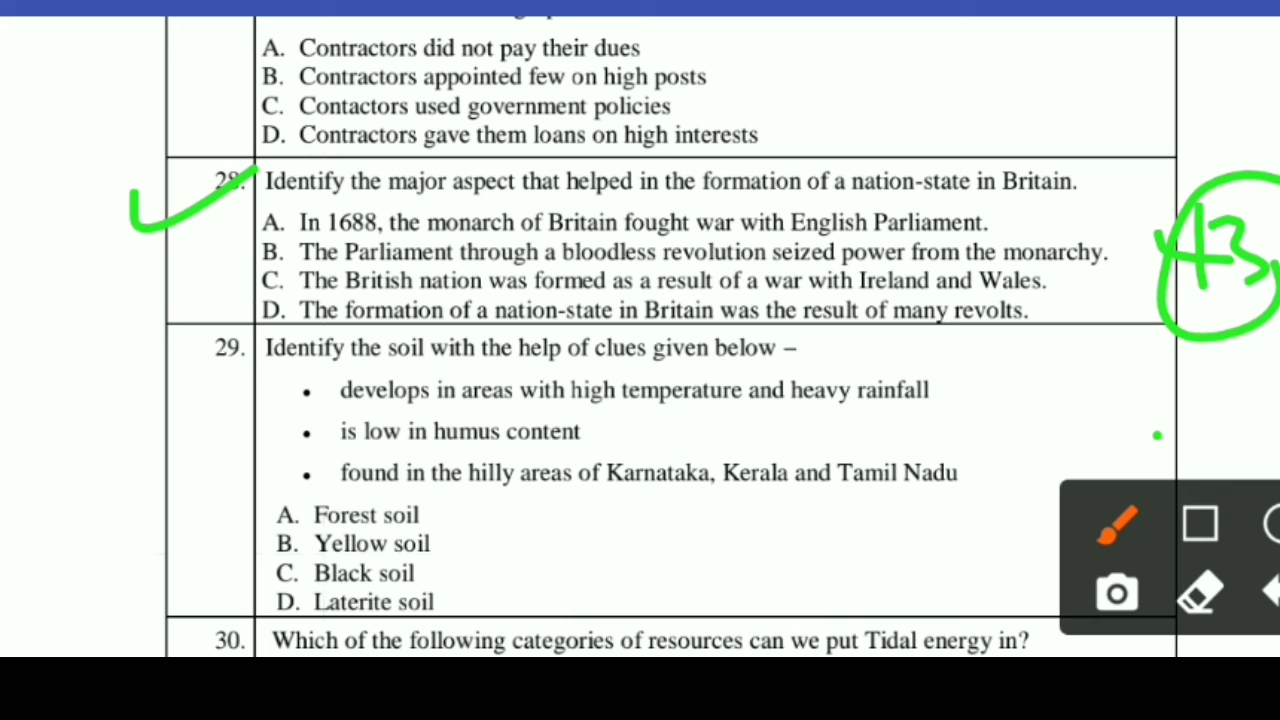 A. Contractors did not pay their dues
B. Contractors appointed few on high posts
C. Contactors used government policies
D. Contractors gave them loans on high interests
28. Identify the major aspect that helped in the formation of a nation-state in Britain.
A. In 1688, the monarch of Britain fought war with English Parliament.
B. The Parliament through a bloodless revolution seized power from the monarchy.
C. The British nation was formed as a result of a war with Ireland and Wales.
D. The formation of a nation-state in Britain was the result of many revolts.
43
29. Identify the soil with the help of clues given below –
• develops in areas with high temperature and heavy rainfall
• is low in humus content
• found in the hilly areas of Karnataka, Kerala and Tamil Nadu
A. Forest soil
B. Yellow soil
C. Black soil
D. Laterite soil
30. Which of the following categories of resources can we put Tidal energy in?